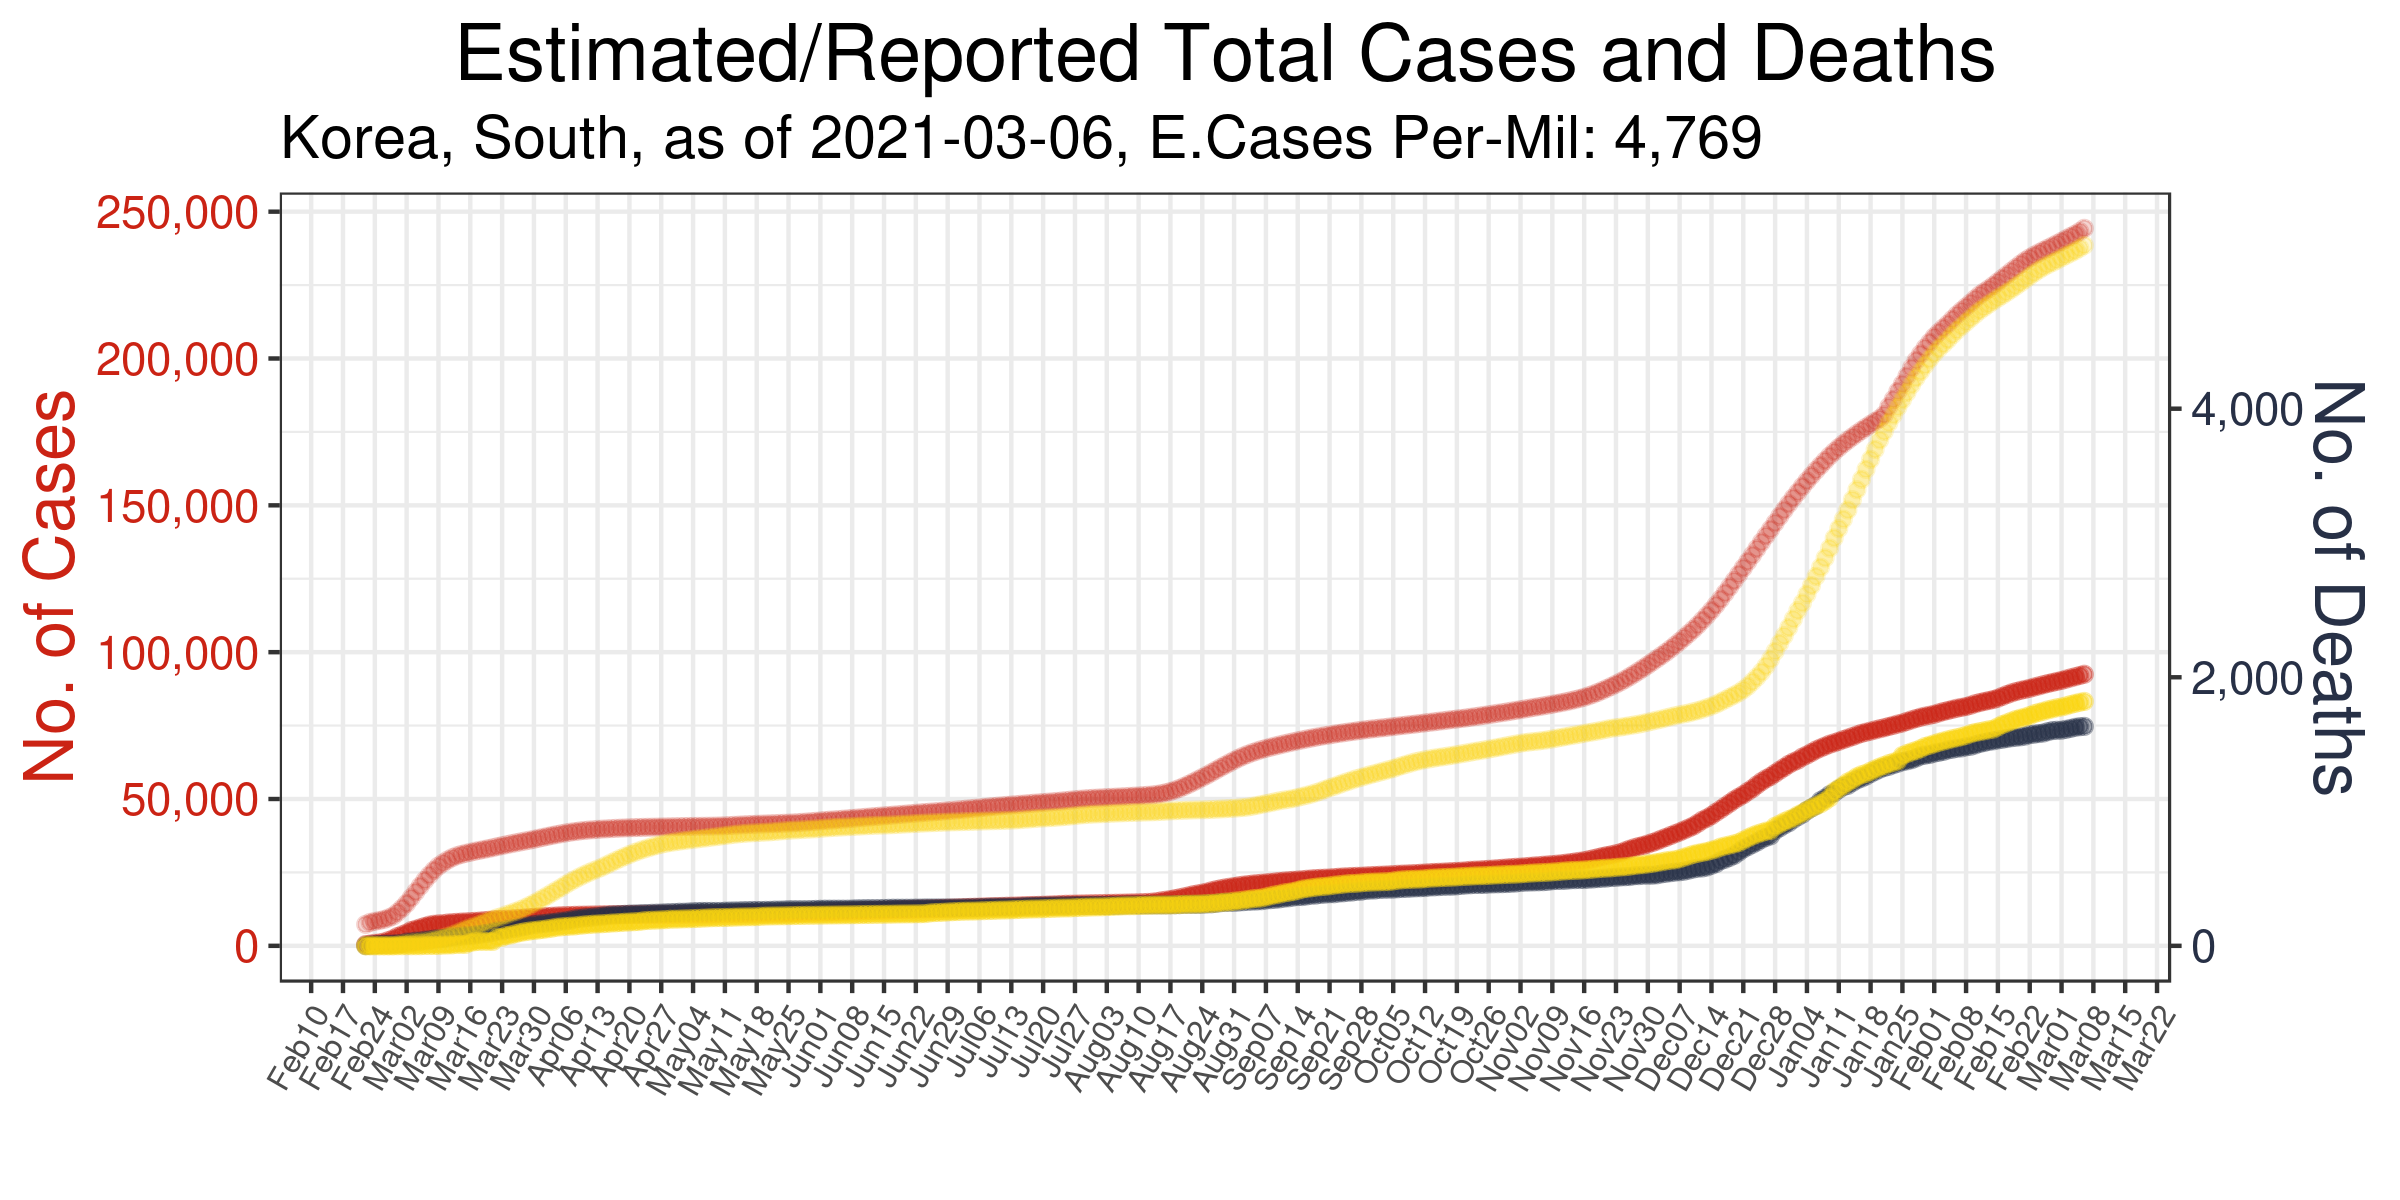 Estimated/Reported Total Cases and Deaths
Korea, South, as of 2021-03-06, E.Cases Per-Mil: 4,769
No. of Cases
250,000
200,000
150,000
100,000
50,000
0
4,000
2,000
0
No. of Deaths
Feb10
Feb17
Feb24
Mar02
Mar09
Mar16
Mar23
Mar30
Apr06
Apr13
Apr20
Apr27
May04
May11
May18
May25
Jun01
Jun08
Jun15
Jun22
Jun29
Jul06
Jul13
Jul20
Jul27
Aug03
Aug10
Aug17
Aug24
Aug31
Sep07
Sep14
Sep21
Sep28
Oct05
Oct12
Oct19
Oct26
Nov02
Nov09
Nov16
Nov23
Nov30
Dec07
Dec14
Dec21
Dec28
Jan04
Jan11
Jan18
Jan25
Feb01
Feb08
Feb15
Feb22
Mar01
Mar08
Mar15
Mar22